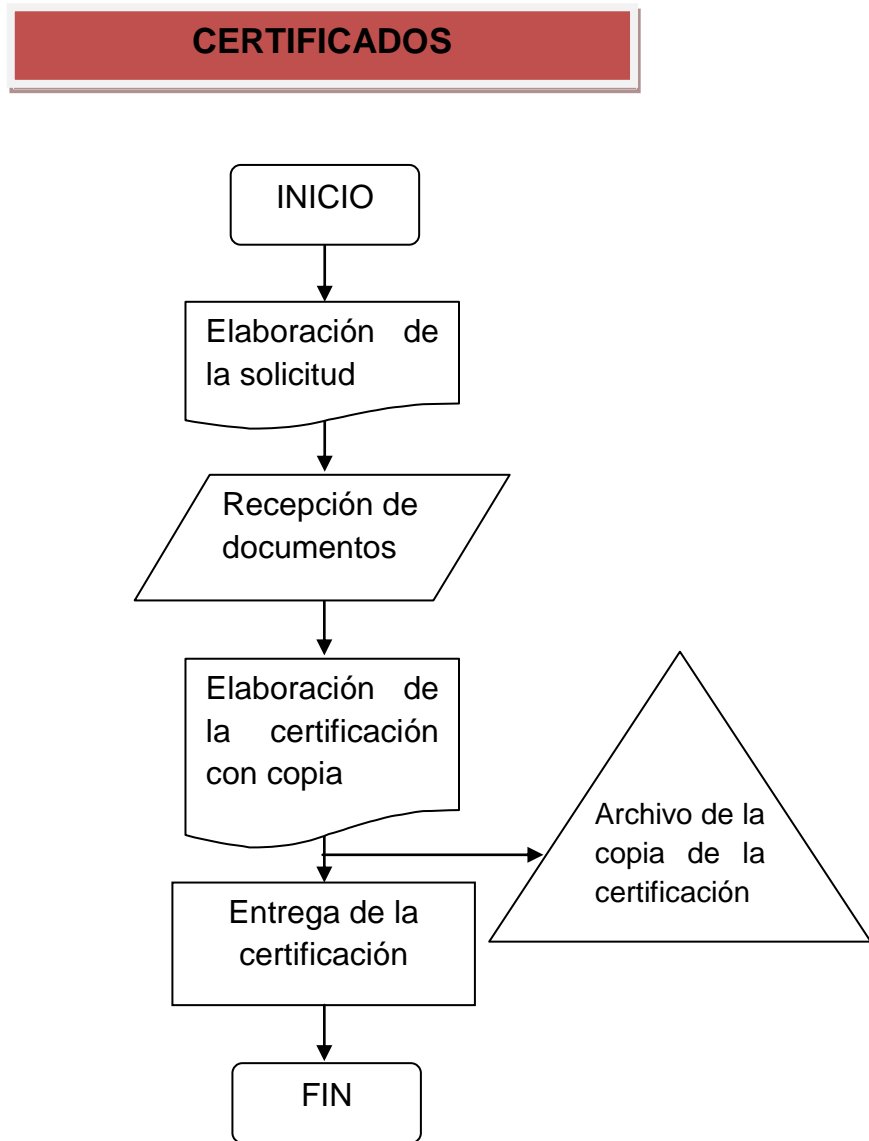 CERTIFICADOS
INICIO
Elaboración de
la solicitud
Recepción de
documentos
Elaboración de
la certificación
con copia
Archivo de la
copia de la
certificación
Entrega de la
certificación
FIN